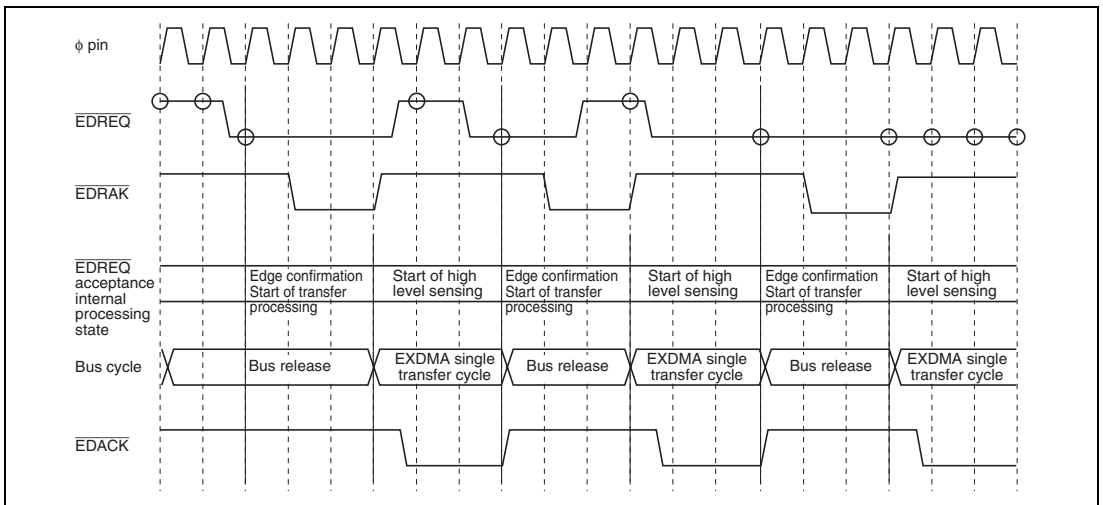 φ pin
EDREQ
EDRAK
EDREQ
acceptance
internal
processing
state
Edge confirmation
Start of transfer
processing
Start of high
level sensing
Edge confirmation
Start of transfer
processing
Start of high
level sensing
Edge confirmation
Start of transfer
processing
Start of high
level sensing
Bus cycle
Bus release
EXDMA single
transfer cycle
Bus release
EXDMA single
transfer cycle
Bus release
EXDMA single
transfer cycle
EDACK